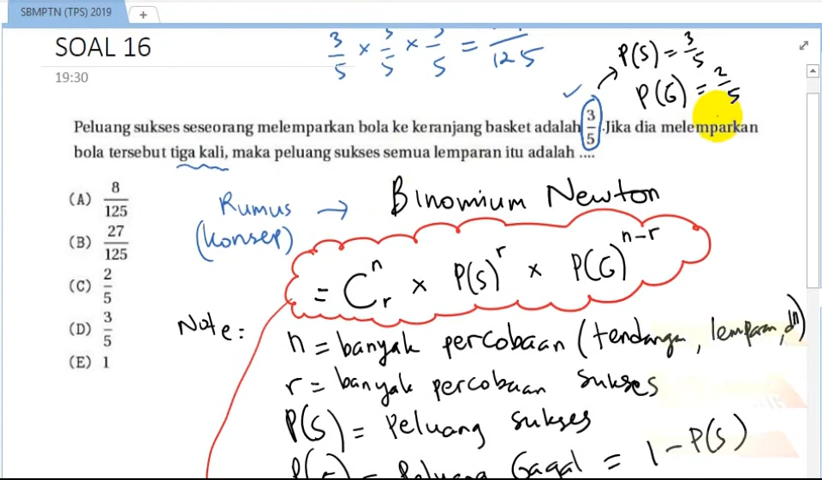 SBMPTN (TPS) 2019
SOAL 16
19:30
3/5 × 3/5 × 3/5 = /125
P(S) = 3/5
P(G) = 2/5
Peluang sukses seseorang melemparkan bola ke keranjang basket adalah 3/5. Jika dia melemparkan
bola tersebut tiga kali, maka peluang sukses semua lemparan itu adalah ....
(A) 8/125
(B) 27/125
(C) 2/5
(D) 3/5
(E) 1
Rumus → Binomium Newton
(Konsep)
= C n r × P(S)^r × P(G)^n-r
Note:
n = banyak percobaan (tendangan, lemparan, dll)
r = banyak percobaan sukses
P(S) = Peluang sukses
= Peluang Gagal = 1 - P(S)